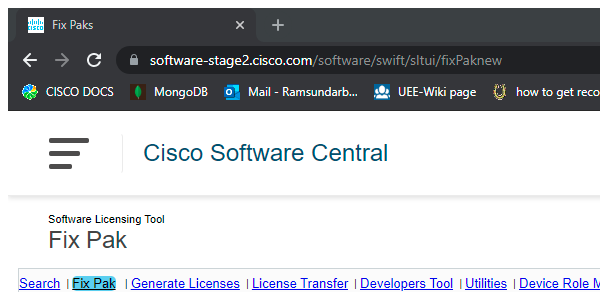 Fix Paks
software-stage2.cisco.com/software/swift/sltui/fixPaknew
CISCO DOCS MongoDB Mail - Ramsundarb... UEE-Wiki page how to get reco
Cisco Software Central
Software Licensing Tool
Fix Pak
Search | Fix Pak | Generate Licenses | License Transfer | Developers Tool | Utilities | Device Role M